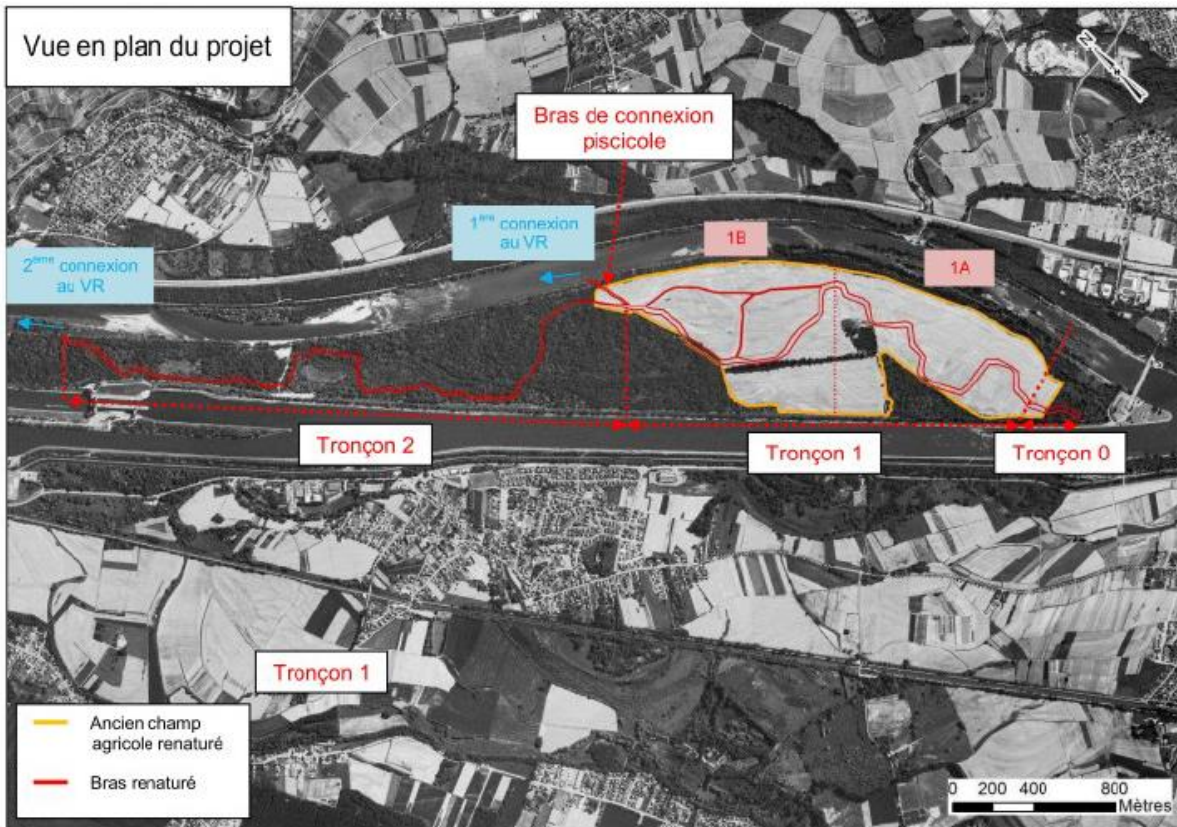 Vue en plan du projet
N
Bras de connexion
piscicole
1ère connexion
au VR
1B
1A
2ème connexion
au VR
Tronçon 2
Tronçon 1
Tronçon 0
Tronçon 1
Ancien champ
agricole renaturé
Bras renaturé
0 200 400 800
Mètres